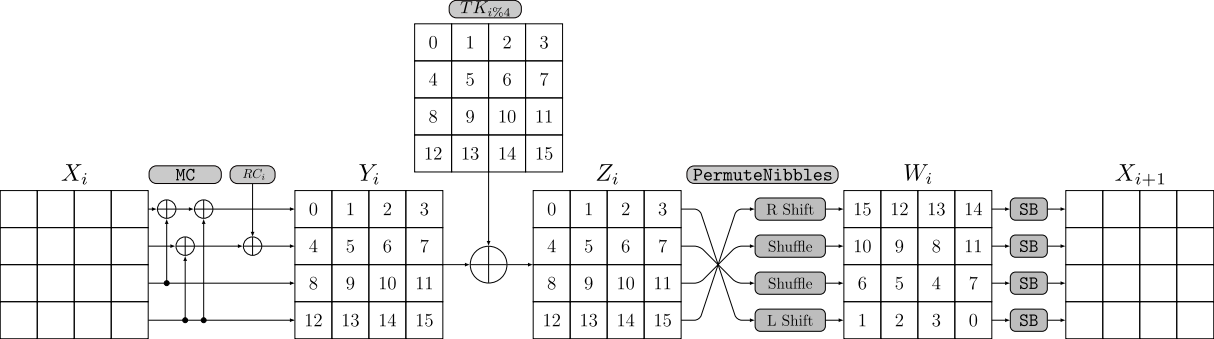 TK_{i%4}
0 1 2 3
4 5 6 7
8 9 10 11
12 13 14 15
X_i
MC
RC_i
Y_i
0 1 2 3
4 5 6 7
8 9 10 11
12 13 14 15
Z_i
0 1 2 3
4 5 6 7
8 9 10 11
12 13 14 15
PermuteNibbles
R Shift
Shuffle
Shuffle
L Shift
W_i
15 12 13 14
10 9 8 11
6 5 4 7
1 2 3 0
SB
SB
SB
SB
X_{i+1}